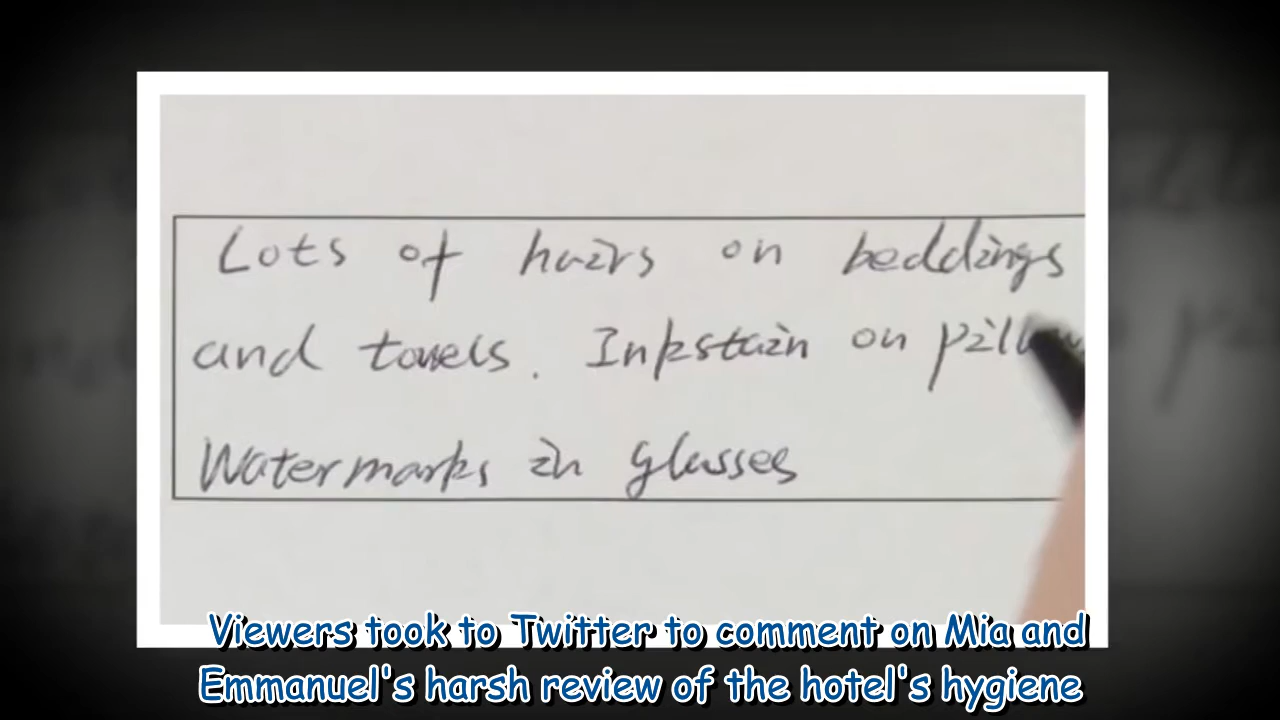 Lots of hairs on beddings
and towels. Inkstain on
Watermarks in glasses
Viewers took to Twitter to comment on Mia and
Emmanuel's harsh review of the hotel's hygiene